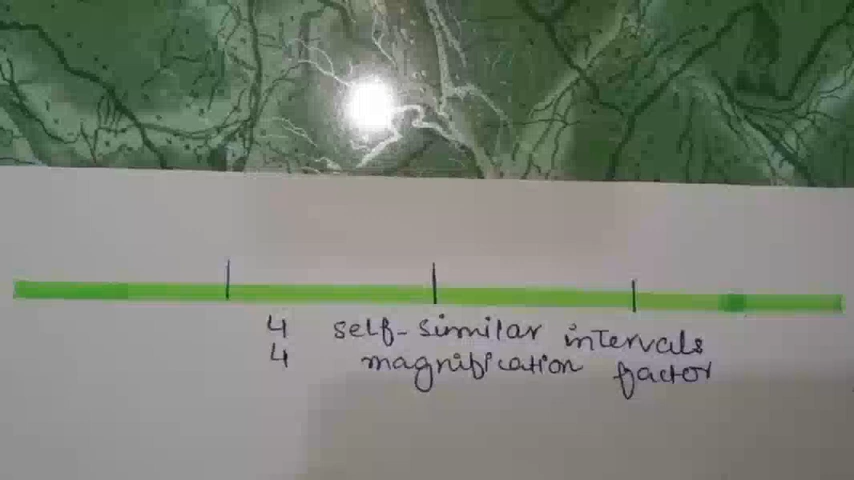 4 self-similar intervals
4 magnification factor